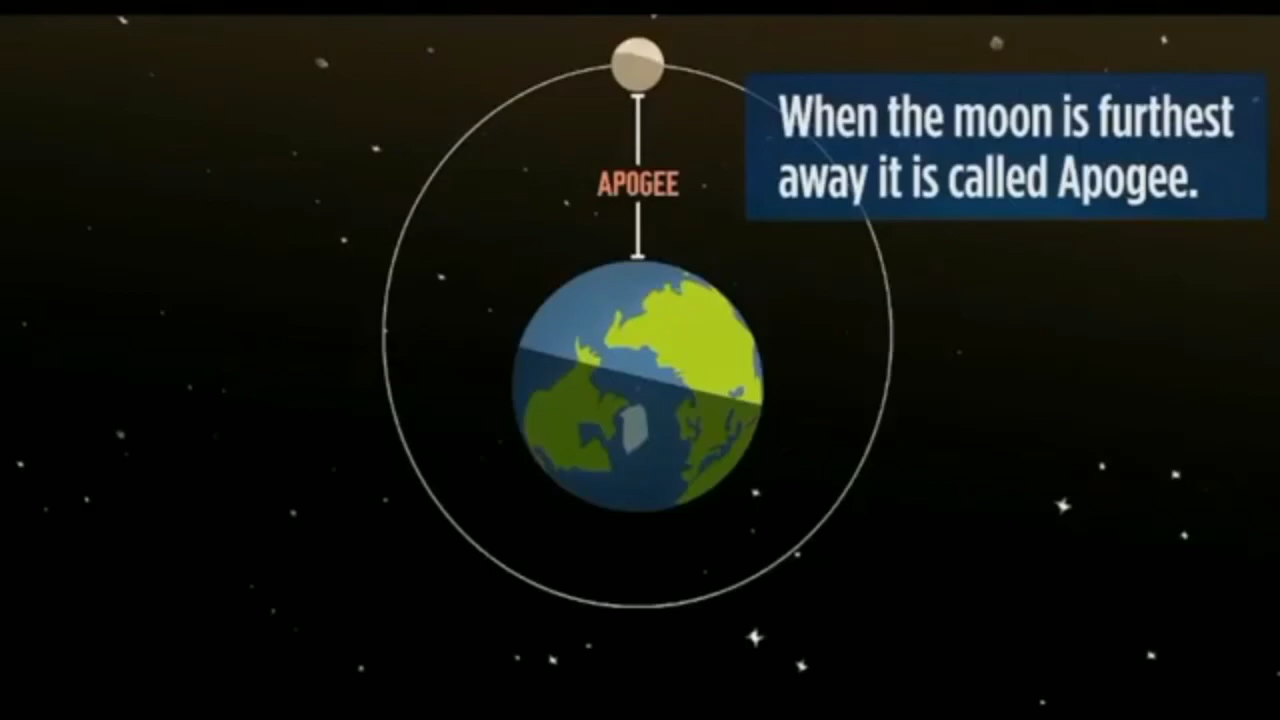 When the moon is furthest
away it is called Apogee.
APOGEE